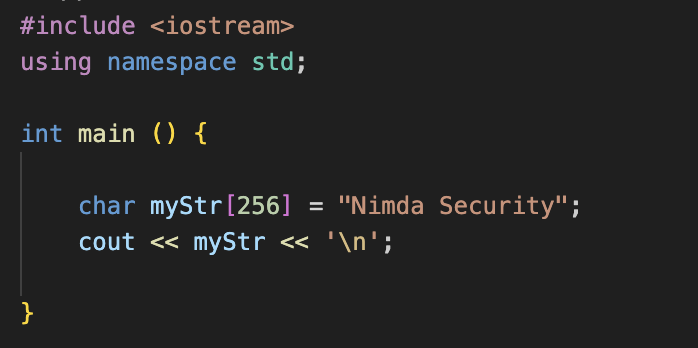 #include <iostream>
using namespace std;
int main () {
char myStr[256] = "Nimda Security";
cout << myStr << '\n';
}